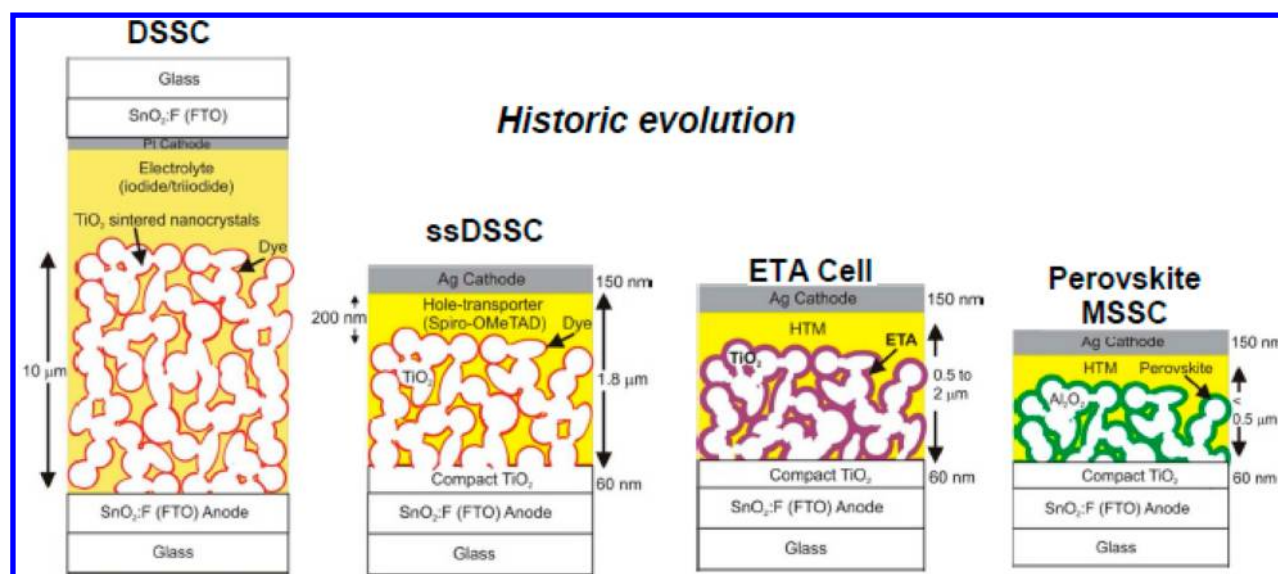 DSSC
Glass
SnO₂:F (FTO)
Pt Cathode
Electrolyte
(iodide/triiodide)
TiO₂ sintered nanocrystals
Dye
10 μm
SnO₂:F (FTO) Anode
Glass
Historic evolution
ssDSSC
Ag Cathode
150 nm
200 nm
Hole-transporter
(Spiro-OMeTAD)
Dye
TiO₂
1.8 μm
Compact TiO₂
60 nm
SnO₂:F (FTO) Anode
Glass
ETA Cell
Ag Cathode
150 nm
HTM
ETA
TiO₂
0.5 to
2 μm
Compact TiO₂
60 nm
SnO₂:F (FTO) Anode
Glass
Perovskite
MSSC
Ag Cathode
150 nm
HTM
Perovskite
Al₂O₂
<
0.5 μm
Compact TiO₂
60 nm
SnO₂:F (FTO) Anode
Glass